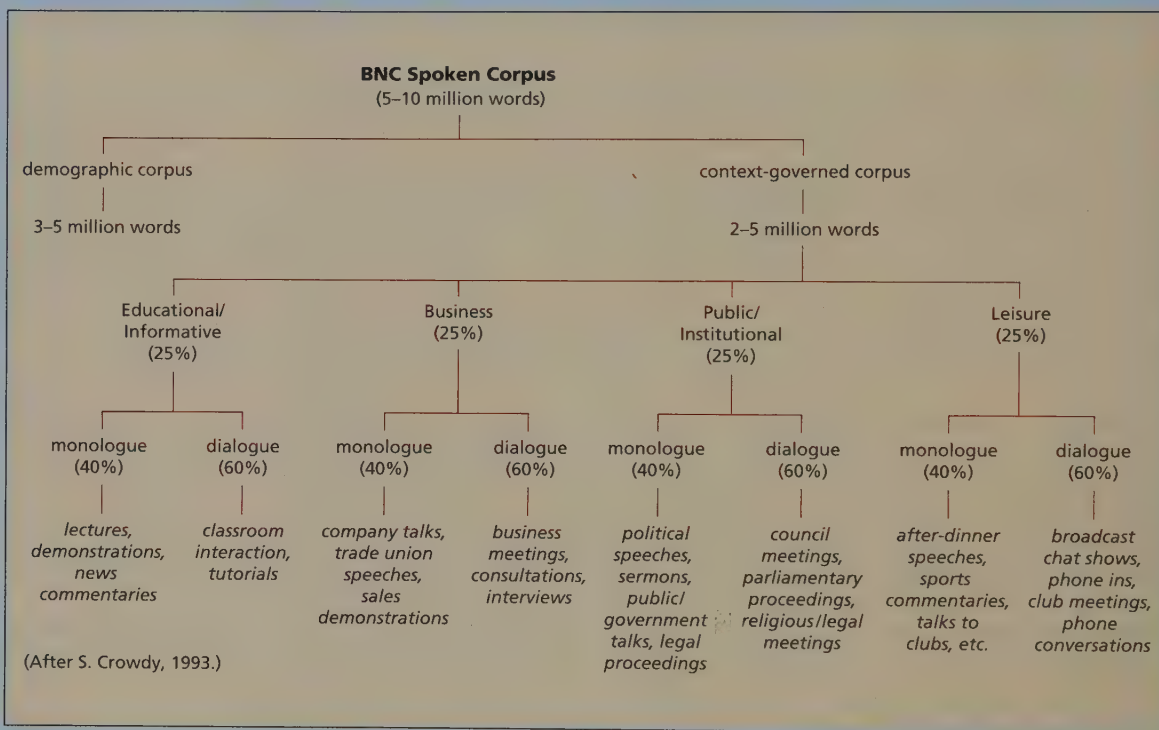 BNC Spoken Corpus
(5–10 million words)
demographic corpus
3–5 million words
context-governed corpus
2–5 million words
Educational/
Informative
(25%)
monologue
(40%)
lectures,
demonstrations,
news
commentaries
dialogue
(60%)
classroom
interaction,
tutorials
Business
(25%)
monologue
(40%)
company talks,
trade union
speeches,
sales
demonstrations
dialogue
(60%)
business
meetings,
consultations,
interviews
Public/
Institutional
(25%)
monologue
(40%)
political
speeches,
sermons,
public/
government
talks, legal
proceedings
dialogue
(60%)
council
meetings,
parliamentary
proceedings,
religious/legal
meetings
Leisure
(25%)
monologue
(40%)
after-dinner
speeches,
sports
commentaries,
talks to
clubs, etc.
dialogue
(60%)
broadcast
chat shows,
phone ins,
club meetings,
phone
conversations
(After S. Crowdy, 1993.)